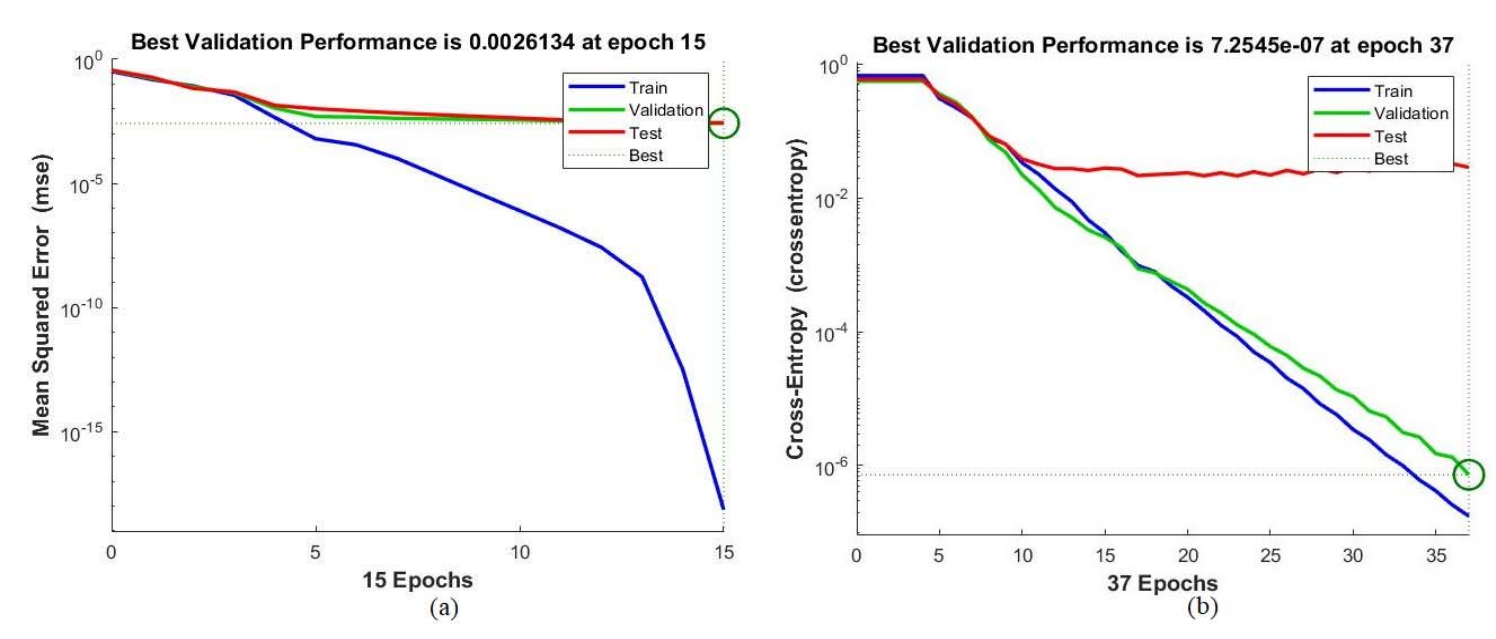 Best Validation Performance is 0.0026134 at epoch 15
Mean Squared Error (mse)
10^0
10^-5
10^-10
10^-15
Train
Validation
Test
Best
0 5 10 15
15 Epochs
(a)
Best Validation Performance is 7.2545e-07 at epoch 37
Cross-Entropy (crossentropy)
10^0
10^-2
10^-4
10^-6
Train
Validation
Test
Best
0 5 10 15 20 25 30 35
37 Epochs
(b)